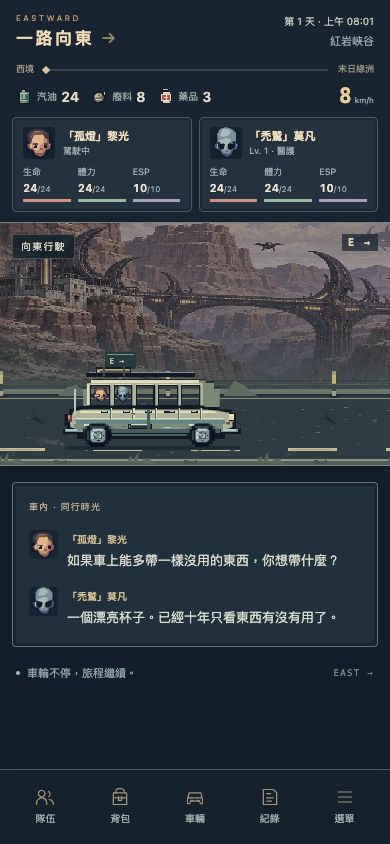 EASTWARD
一路向東 →
第 1 天 · 上午 08:01
紅岩峽谷
西境
末日綠洲
汽油 24 廢料 8 藥品 3
8 km/h
「孤燈」黎光
駕駛中
生命 體力 ESP
24/24 24/24 10/10
「禿鷲」莫凡
Lv. 1 · 醫護
生命 體力 ESP
24/24 24/24 10/10
向東行駛
E →
E →
車內 · 同行時光
「孤燈」黎光
如果車上能多帶一樣沒用的東西，你想帶什麼？
「禿鷲」莫凡
一個漂亮杯子。已經十年只看東西有沒有用了。
• 車輪不停，旅程繼續。
EAST →
隊伍 背包 車輛 紀錄 選單